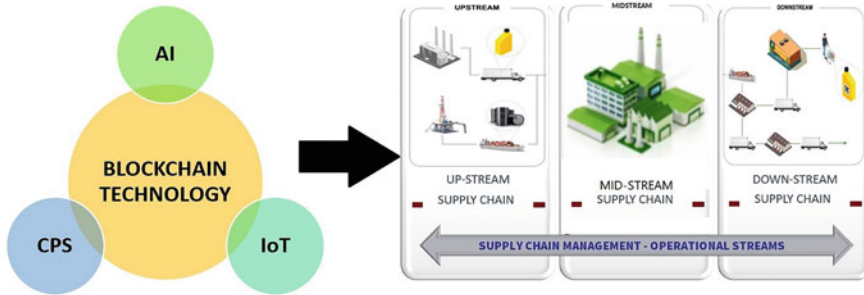 AI
BLOCKCHAIN
TECHNOLOGY
CPS
IoT
UPSTREAM
UP-STREAM
SUPPLY CHAIN
MIDSTREAM
MID-STREAM
SUPPLY CHAIN
DOWNSTREAM
DOWN-STREAM
SUPPLY CHAIN
SUPPLY CHAIN MANAGEMENT - OPERATIONAL STREAMS